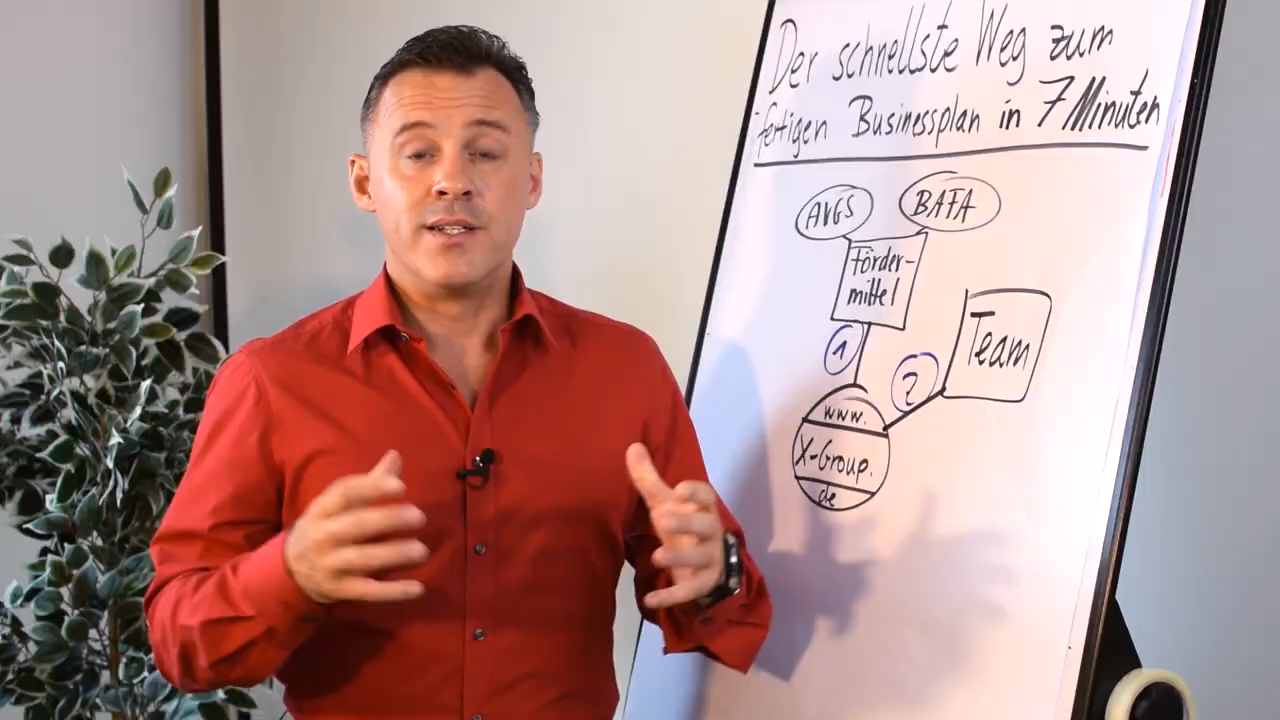 Der schnellste Weg zum
fertigen Businessplan in 7 Minuten
AVGS
BAFA
Förder-
mittel
Team
1
2
www.
X-Group.
de